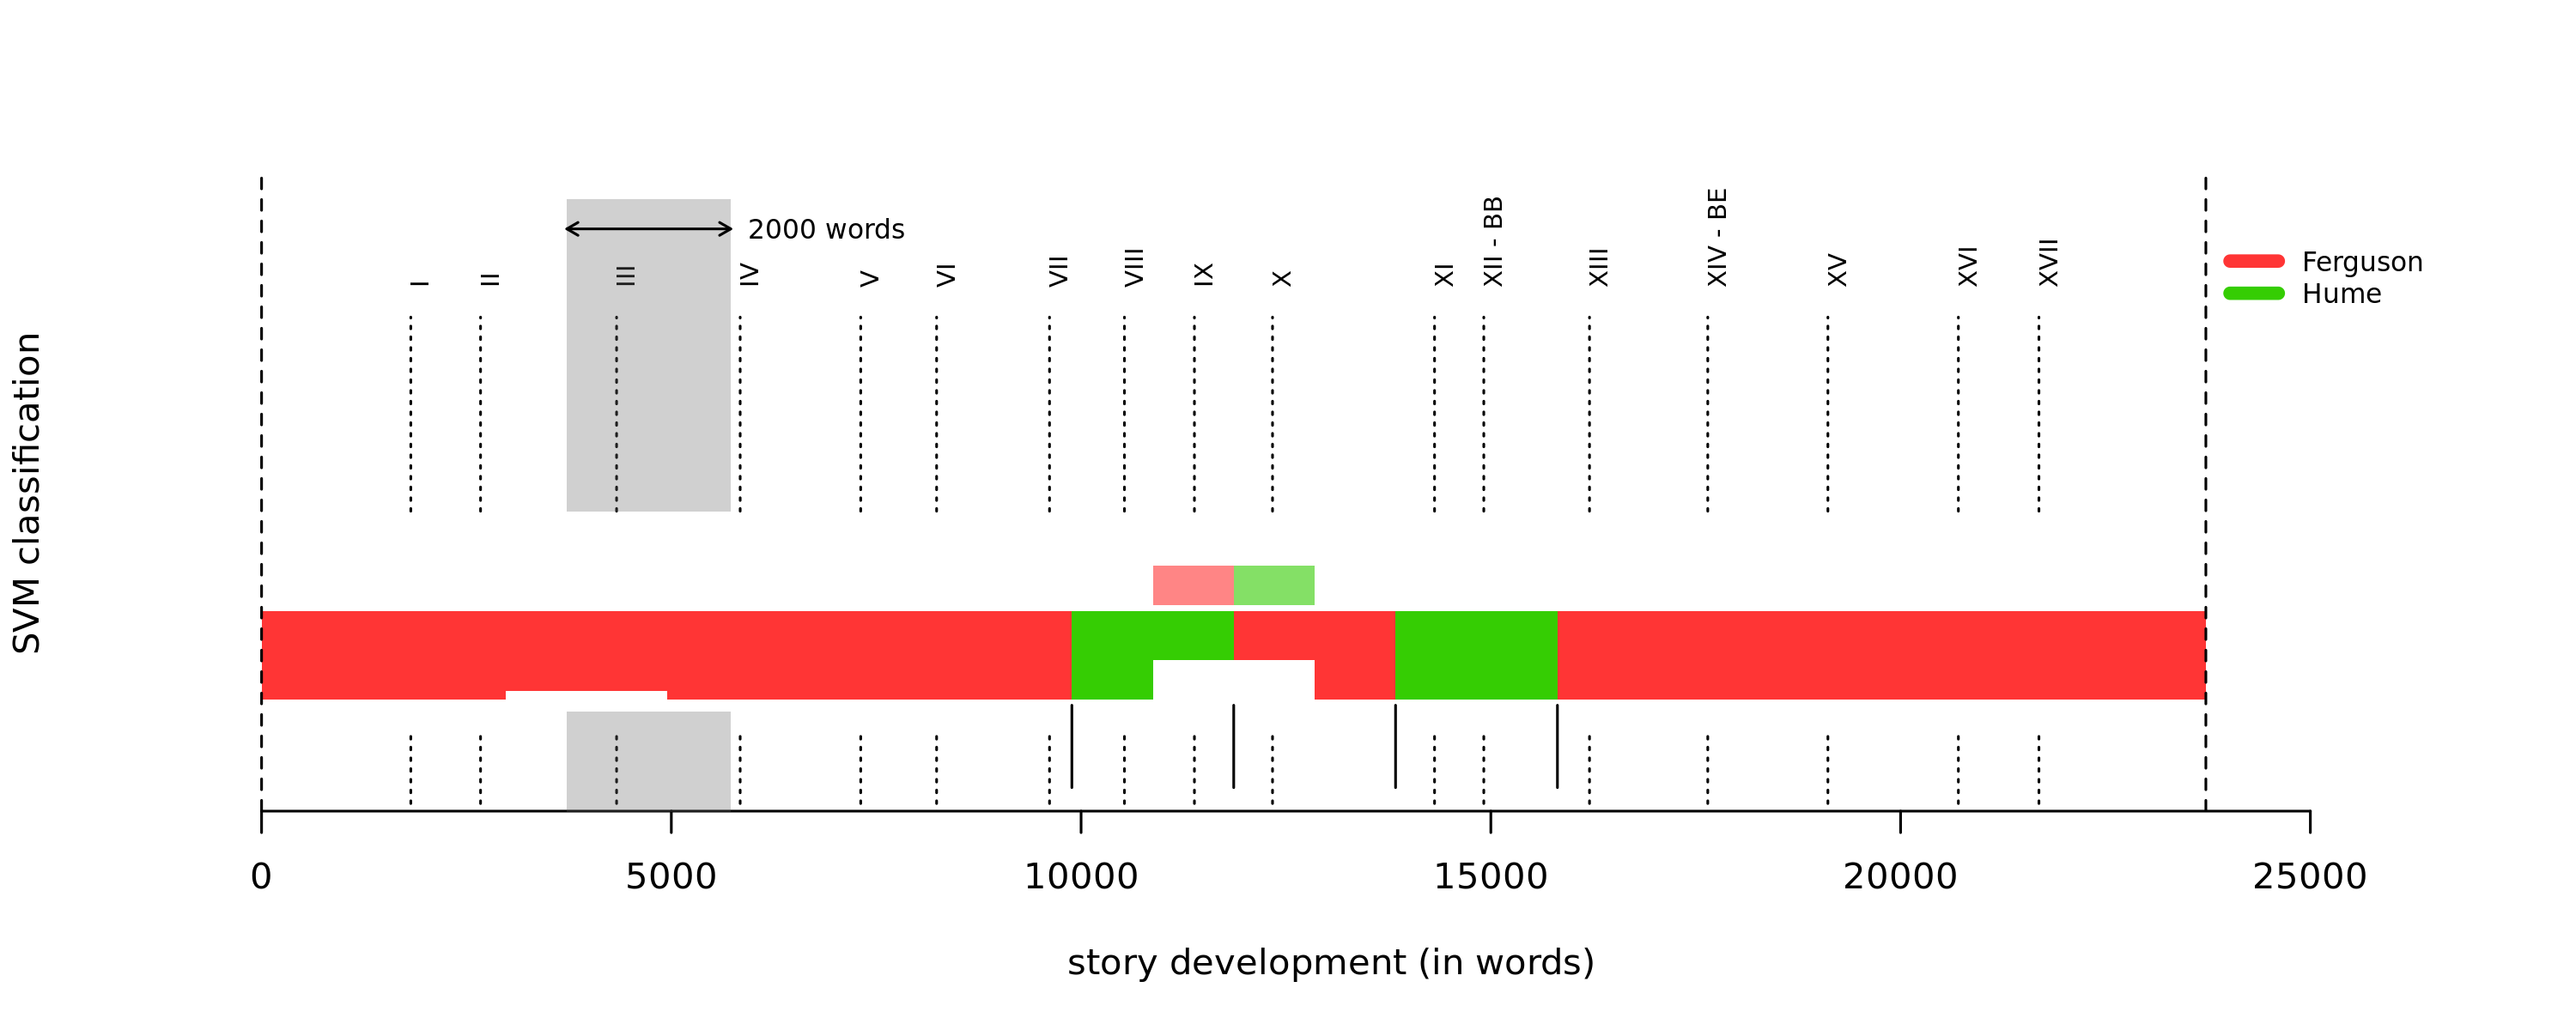 2000 words
I
II
III
IV
V
VI
VII
VIII
IX
X
XI
XII - BB
XIII
XIV - BE
XV
XVI
XVII
Ferguson
Hume
SVM classification
0
5000
10000
15000
20000
25000
story development (in words)